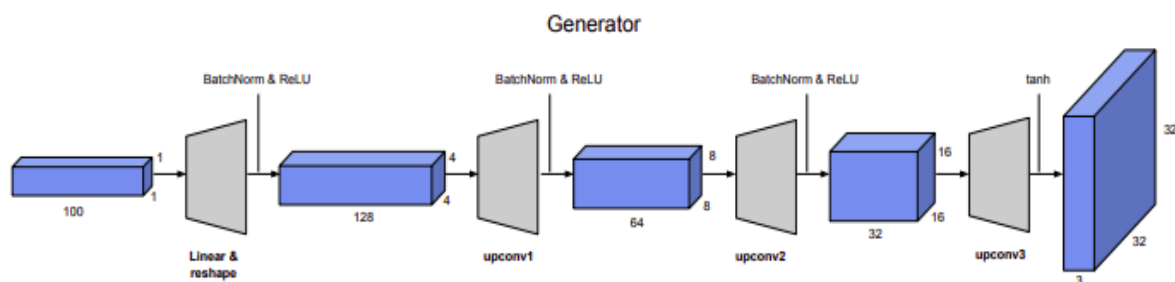 Generator
BatchNorm & ReLU
BatchNorm & ReLU
BatchNorm & ReLU
tanh
1
1
100
4
4
128
8
8
64
16
16
32
32
32
3
Linear &
reshape
upconv1
upconv2
upconv3